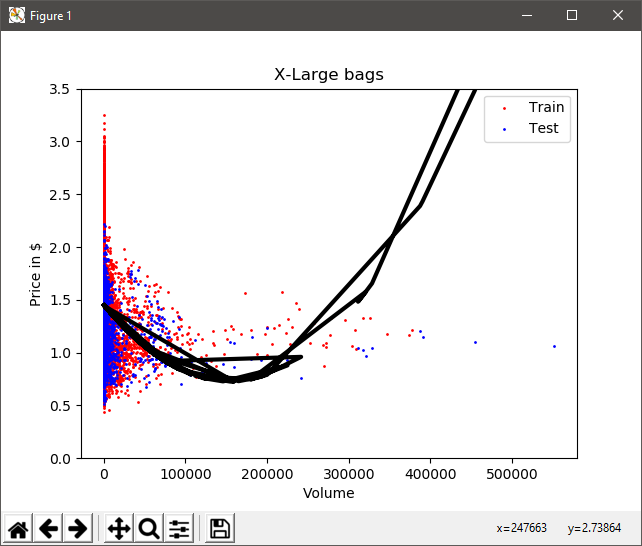 Figure 1
X-Large bags
Train
Test
Price in $
3.5
3.0
2.5
2.0
1.5
1.0
0.5
0.0
0 100000 200000 300000 400000 500000
Volume
x=247663 y=2.73864